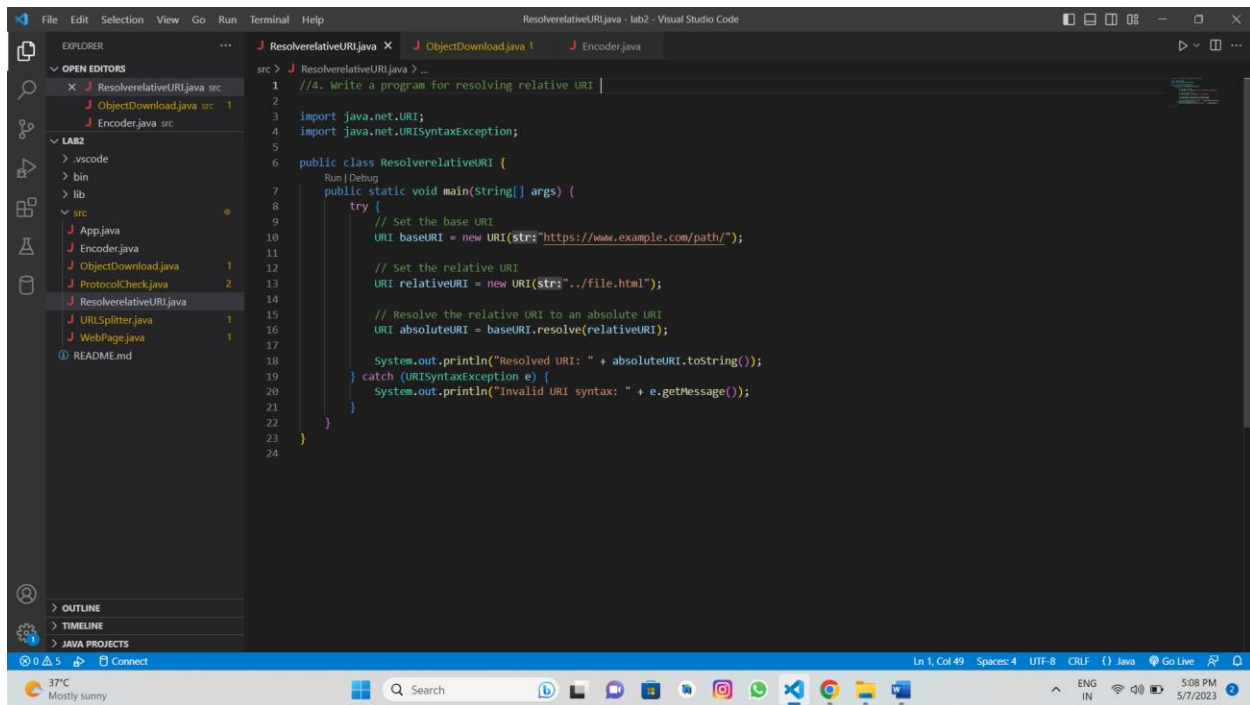 File Edit Selection View Go Run Terminal Help
ResolverelativeURI.java - lab2 - Visual Studio Code
EXPLORER
OPEN EDITORS
ResolverelativeURI.java src
ObjectDownload.java src 1
Encoder.java src
LAB2
.vscode
bin
lib
src
App.java
Encoder.java
ObjectDownload.java 1
ProtocolCheck.java 2
ResolverelativeURI.java
URLSplitter.java 1
WebPage.java 1
README.md
OUTLINE
TIMELINE
JAVA PROJECTS
ResolverelativeURI.java ObjectDownload.java 1 Encoder.java
src > ResolverelativeURI.java > ...
1 //4. Write a program for resolving relative URI
2
3 import java.net.URI;
4 import java.net.URISyntaxException;
5
6 public class ResolverelativeURI {
Run | Debug
7 public static void main(String[] args) {
8 try {
9 // Set the base URI
10 URI baseURI = new URI(str:"https://www.example.com/path/");
11
12 // Set the relative URI
13 URI relativeURI = new URI(str:"../file.html");
14
15 // Resolve the relative URI to an absolute URI
16 URI absoluteURI = baseURI.resolve(relativeURI);
17
18 System.out.println("Resolved URI: " + absoluteURI.toString());
19 } catch (URISyntaxException e) {
20 System.out.println("Invalid URI syntax: " + e.getMessage());
21 }
22 }
23 }
24
0 5 Connect
Ln 1, Col 49 Spaces: 4 UTF-8 CRLF {} Java Go Live
1
37°C
Mostly sunny
Search
ENG
IN
5:08 PM
5/7/2023
2